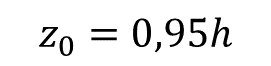 z₀ = 0,95h